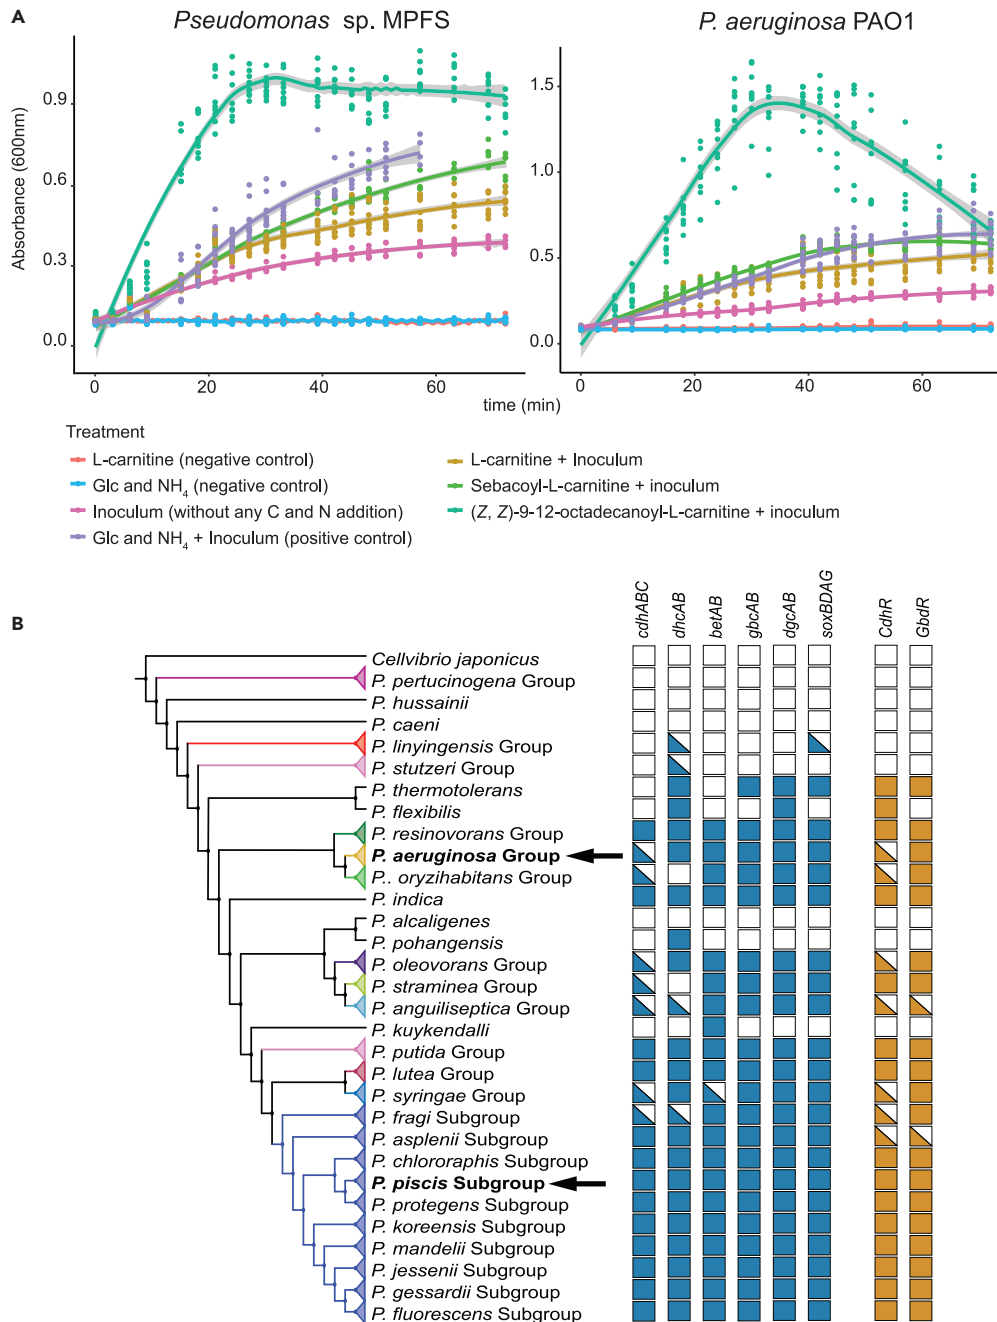 A
Pseudomonas sp. MPFS
P. aeruginosa PAO1
Absorbance (600nm)
0.9
0.6
0.3
0.0
1.5
1.0
0.5
0.0
0 20 40 60
0 20 40 60
time (min)
Treatment
L-carnitine (negative control)
Glc and NH4 (negative control)
Inoculum (without any C and N addition)
Glc and NH4 + Inoculum (positive control)
L-carnitine + Inoculum
Sebacoyl-L-carnitine + inoculum
(Z, Z)-9-12-octadecanoyl-L-carnitine + inoculum
B
cdhABC
dhcAB
betAB
gbcAB
dgcAB
soxBDAG
CdhR
GbdR
Cellvibrio japonicus
P. pertucinogena Group
P. hussainii
P. caeni
P. linyingensis Group
P. stutzeri Group
P. thermotolerans
P. flexibilis
P. resinovorans Group
P. aeruginosa Group
P.. oryzihabitans Group
P. indica
P. alcaligenes
P. pohangensis
P. oleovorans Group
P. straminea Group
P. anguiliseptica Group
P. kuykendalli
P. putida Group
P. lutea Group
P. syringae Group
P. fragi Subgroup
P. asplenii Subgroup
P. chlororaphis Subgroup
P. piscis Subgroup
P. protegens Subgroup
P. koreensis Subgroup
P. mandelii Subgroup
P. jessenii Subgroup
P. gessardii Subgroup
P. fluorescens Subgroup